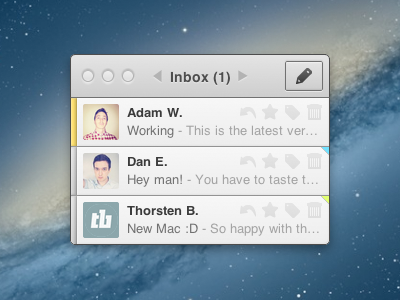 Inbox (1)
Adam W.
Working - This is the latest ver...
Dan E.
Hey man! - You have to taste t...
tb
Thorsten B.
New Mac :D - So happy with th...